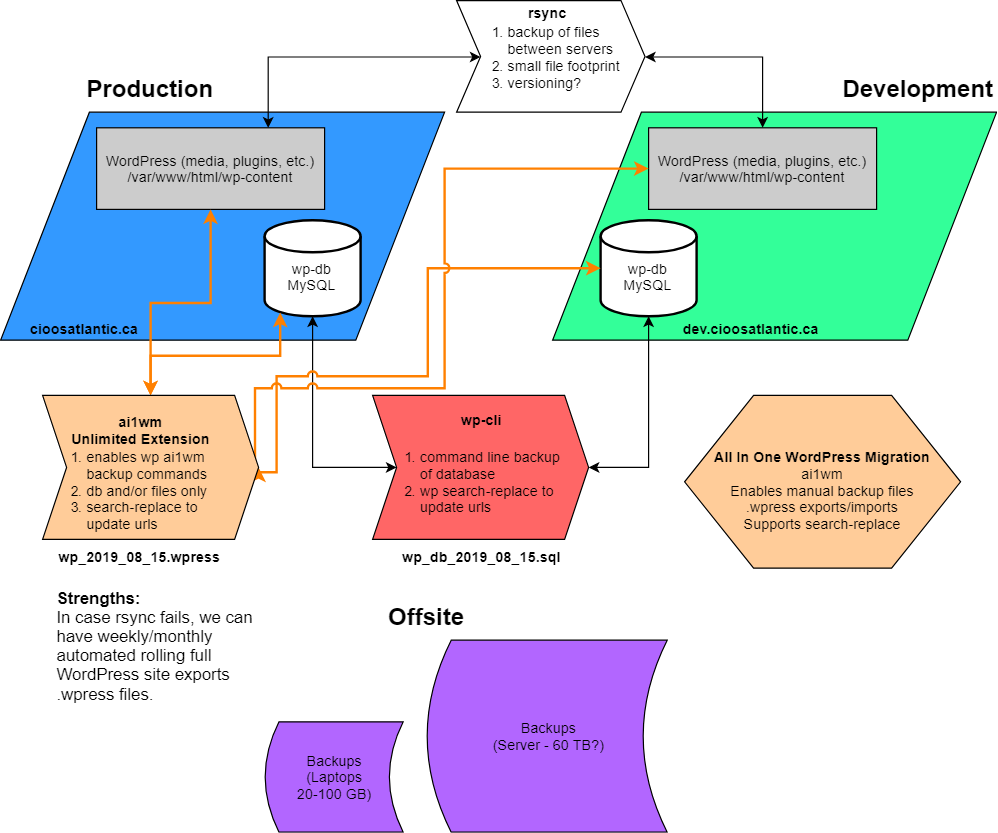 rsync
1. backup of files
between servers
2. small file footprint
3. versioning?
Production
Development
WordPress (media, plugins, etc.)
/var/www/html/wp-content
WordPress (media, plugins, etc.)
/var/www/html/wp-content
wp-db
MySQL
wp-db
MySQL
cioosatlantic.ca
dev.cioosatlantic.ca
ai1wm
Unlimited Extension
1. enables wp ai1wm
backup commands
2. db and/or files only
3. search-replace to
update urls
wp-cli
1. command line backup
of database
2. wp search-replace to
update urls
All In One WordPress Migration
ai1wm
Enables manual backup files
.wpress exports/imports
Supports search-replace
wp_2019_08_15.wpress
wp_db_2019_08_15.sql
Strengths:
In case rsync fails, we can
have weekly/monthly
automated rolling full
WordPress site exports
.wpress files.
Offsite
Backups
(Server - 60 TB?)
Backups
(Laptops
20-100 GB)